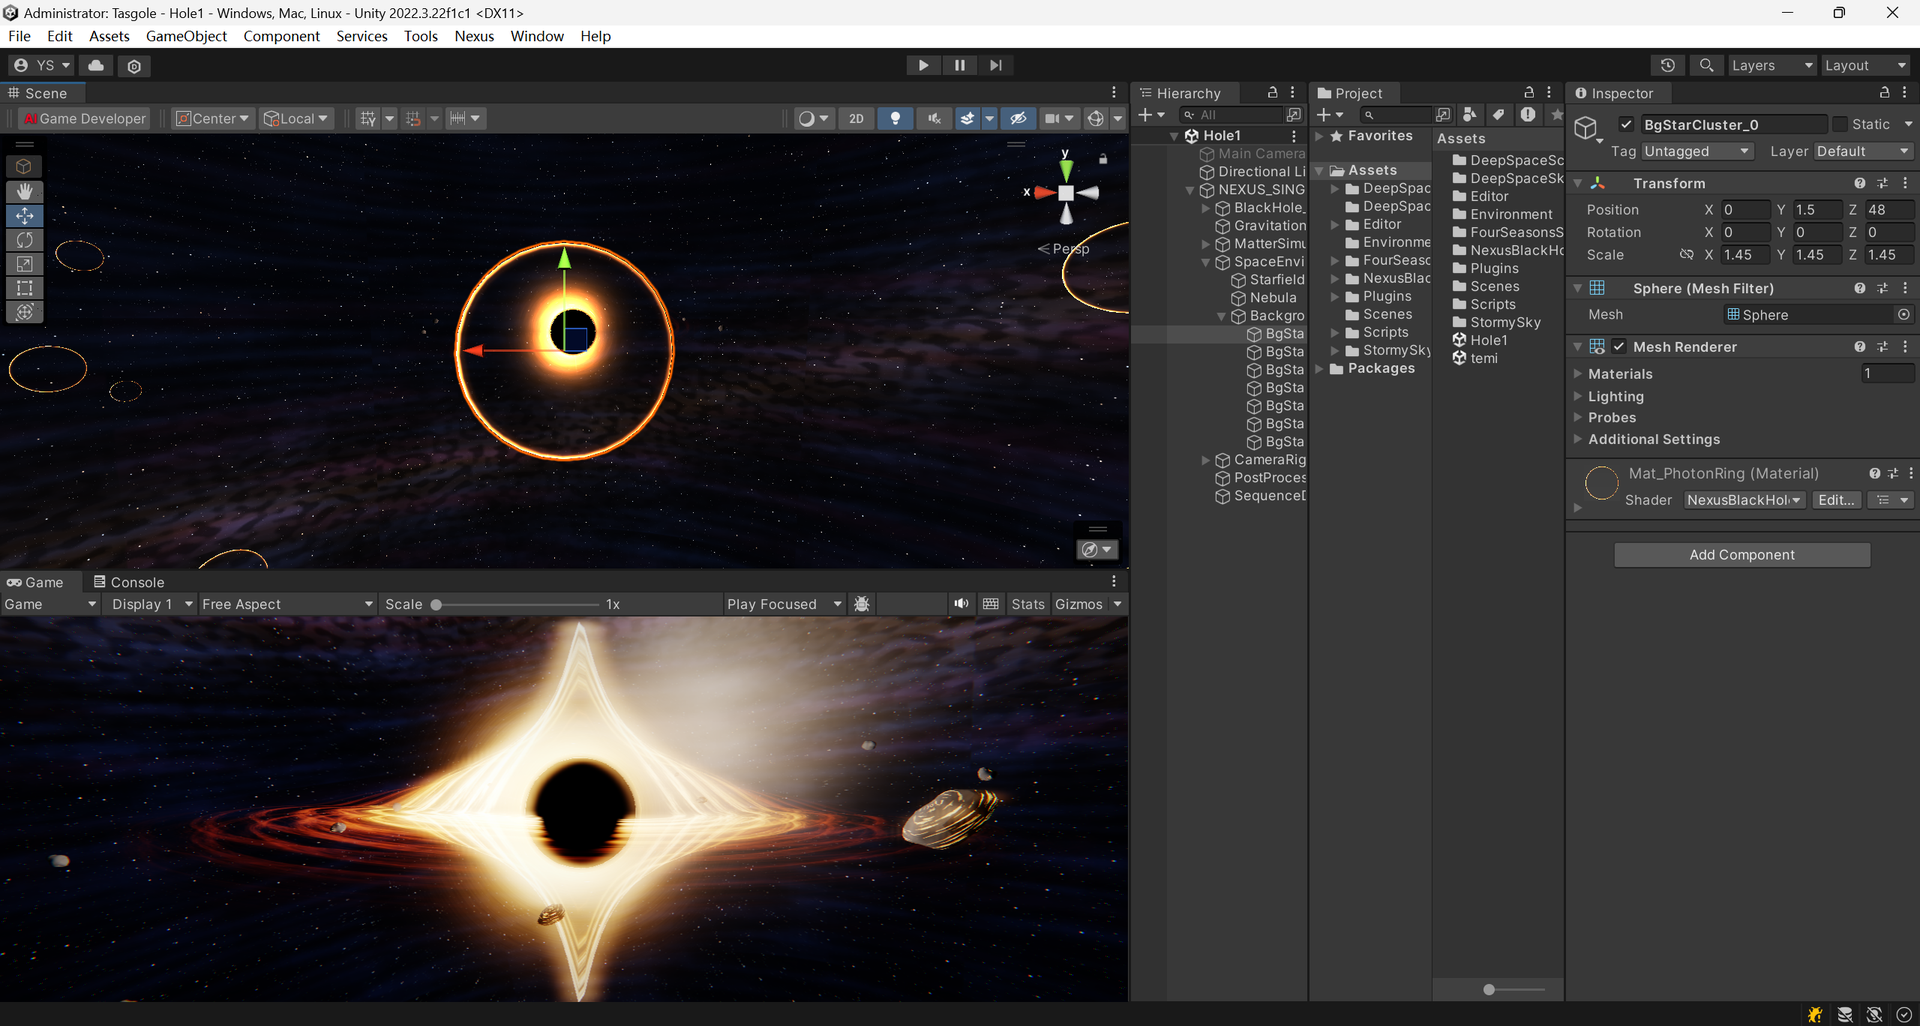 Administrator: Tasgole - Hole1 - Windows, Mac, Linux - Unity 2022.3.22f1c1 <DX11>
File Edit Assets GameObject Component Services Tools Nexus Window Help
YS
Layers
Layout
Scene
AI Game Developer
Center
Local
2D
y
x
Persp
Game
Console
Game
Display 1
Free Aspect
Scale
1x
Play Focused
Stats
Gizmos
Hierarchy
All
Hole1
Main Camera
Directional Li
NEXUS_SING
BlackHole_
Gravitation
MatterSimu
SpaceEnvi
Starfield
Nebula
Backgro
BgSta
BgSta
BgSta
BgSta
BgSta
BgSta
BgSta
CameraRig
PostProces
SequenceD
Project
Favorites
Assets
DeepSpac
DeepSpac
Editor
Environme
FourSeaso
NexusBlac
Plugins
Scenes
Scripts
StormySky
Packages
Assets
DeepSpaceSc
DeepSpaceSk
Editor
Environment
FourSeasonsS
NexusBlackHo
Plugins
Scenes
Scripts
StormySky
Hole1
temi
Inspector
BgStarCluster_0
Static
Tag Untagged
Layer Default
Transform
Position X 0 Y 1.5 Z 48
Rotation X 0 Y 0 Z 0
Scale X 1.45 Y 1.45 Z 1.45
Sphere (Mesh Filter)
Mesh Sphere
Mesh Renderer
Materials 1
Lighting
Probes
Additional Settings
Mat_PhotonRing (Material)
Shader NexusBlackHol Edit...
Add Component